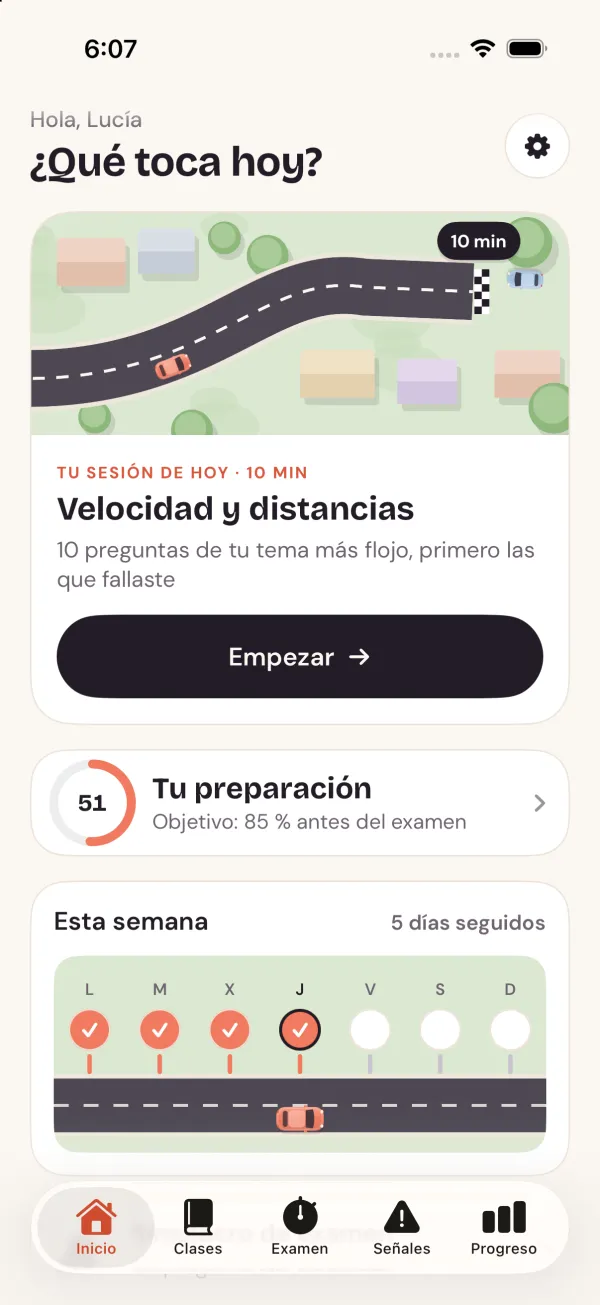 6:07
Hola, Lucía
¿Qué toca hoy?
10 min
TU SESIÓN DE HOY · 10 MIN
Velocidad y distancias
10 preguntas de tu tema más flojo, primero las
que fallaste
Empezar →
51
Tu preparación
Objetivo: 85 % antes del examen
Esta semana
5 días seguidos
L M X J V S D
Inicio Clases Examen Señales Progreso